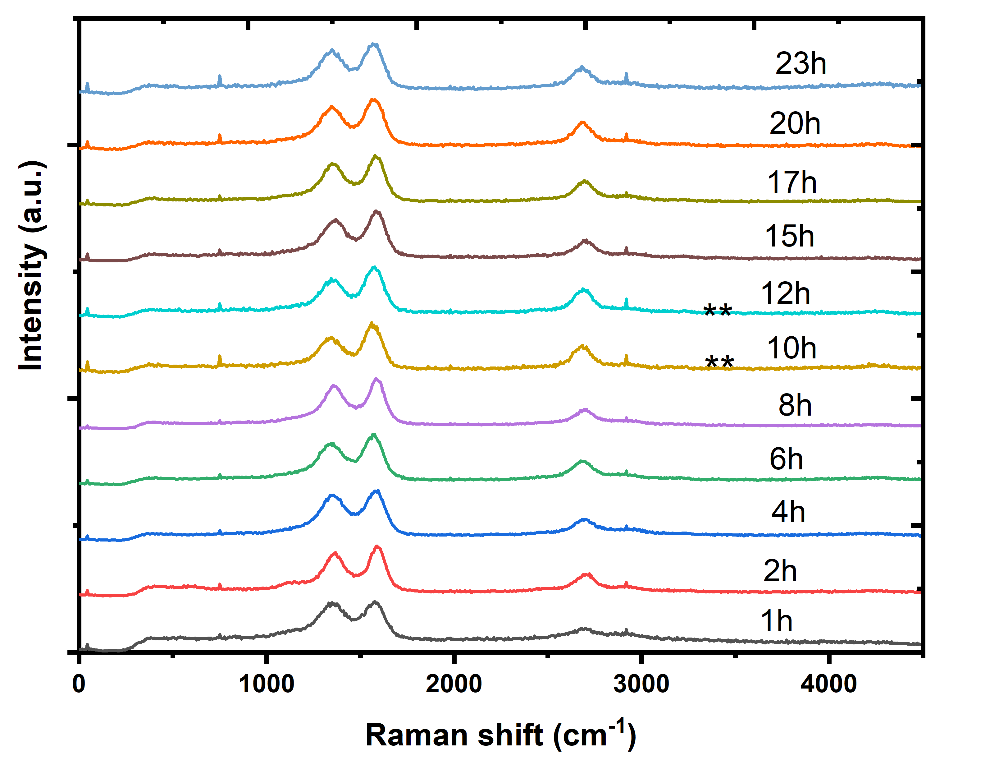 23h
20h
17h
15h
12h
**
10h
**
8h
6h
4h
2h
1h
Intensity (a.u.)
0 1000 2000 3000 4000
Raman shift (cm-1)